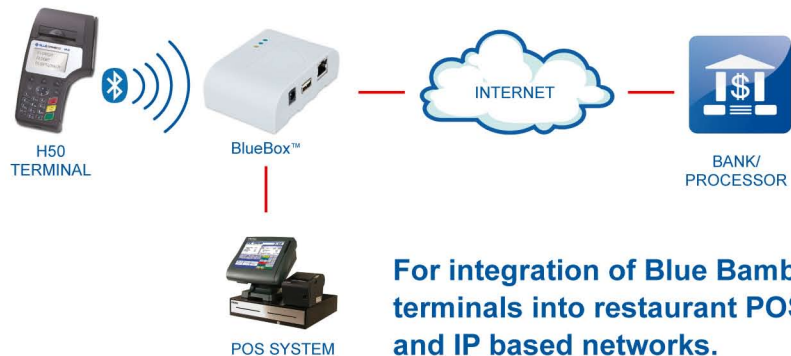 INTERNET
H50
TERMINAL
BlueBox™
BANK/
PROCESSOR
For integration of Blue Bamb
terminals into restaurant POS
and IP based networks.
POS SYSTEM